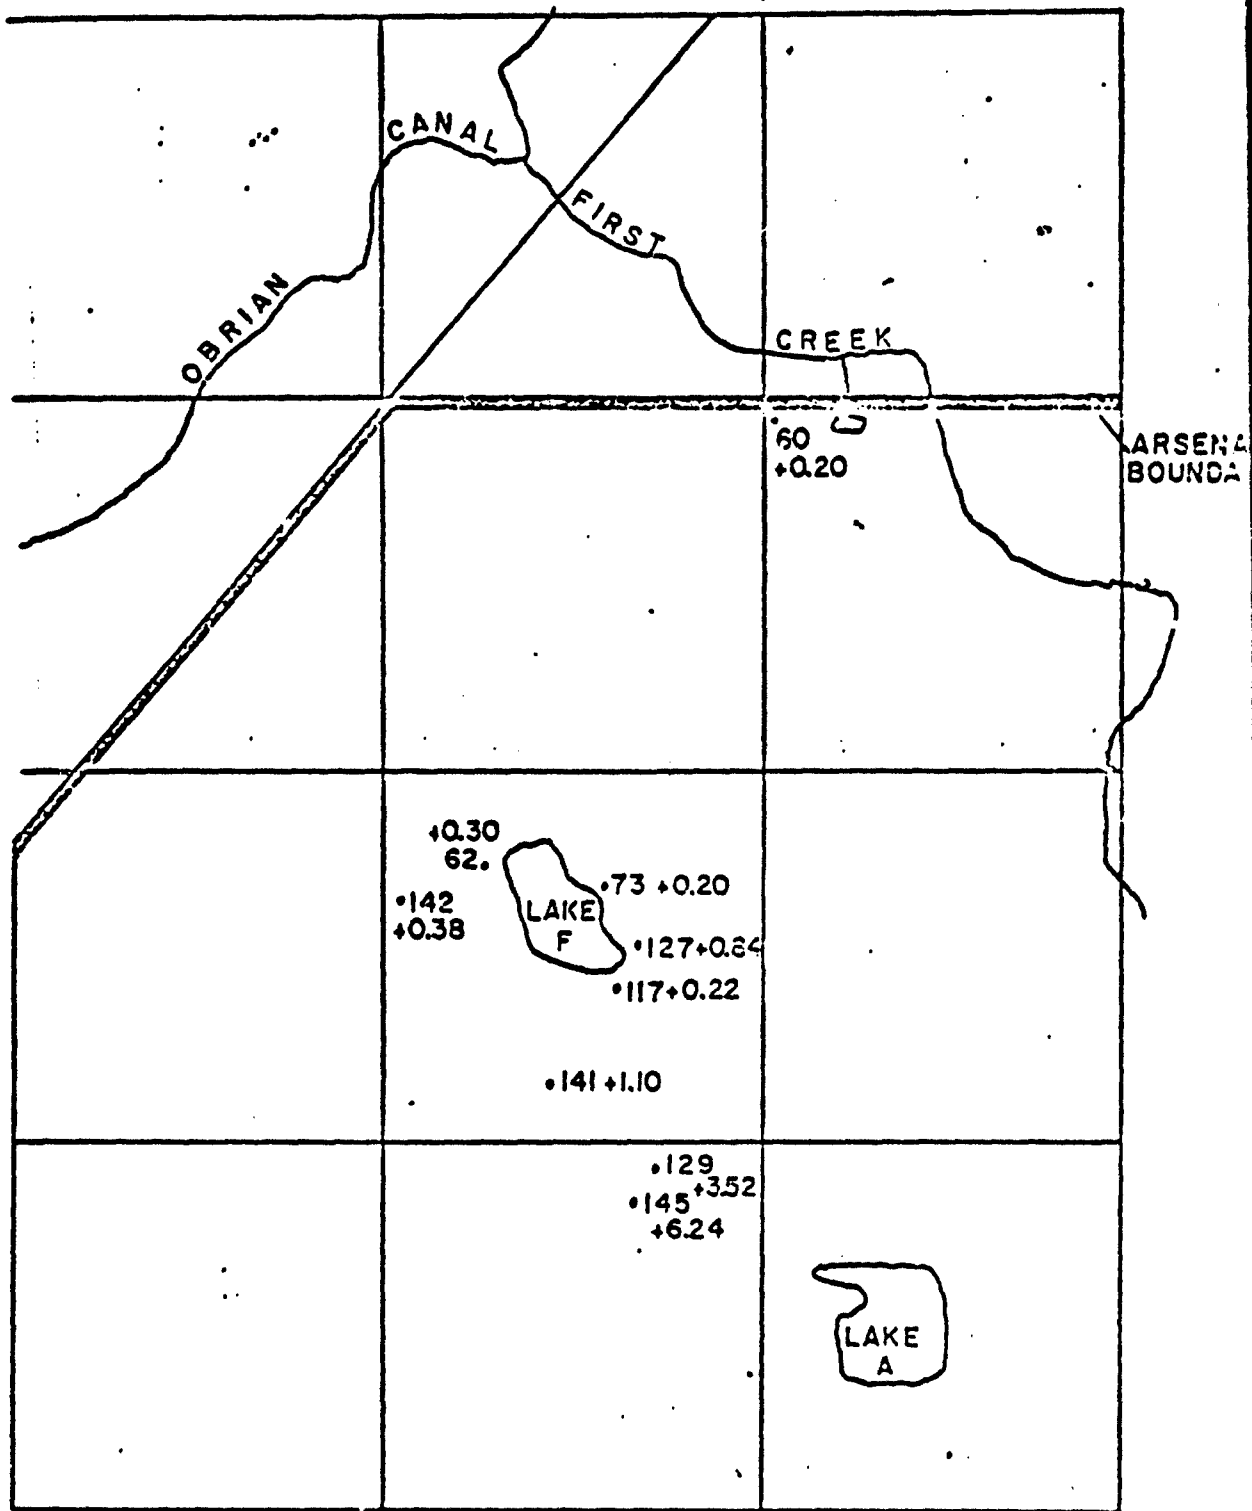 CANAL
FIRST
OBRIAN
CREEK
60
+0.20
ARSENA
BOUNDA
+0.30
62.
•73 +0.20
•142
+0.38
LAKE
F
•127+0.84
•117+0.22
•141 +1.10
•129
+3.52
•145
+6.24
LAKE
A